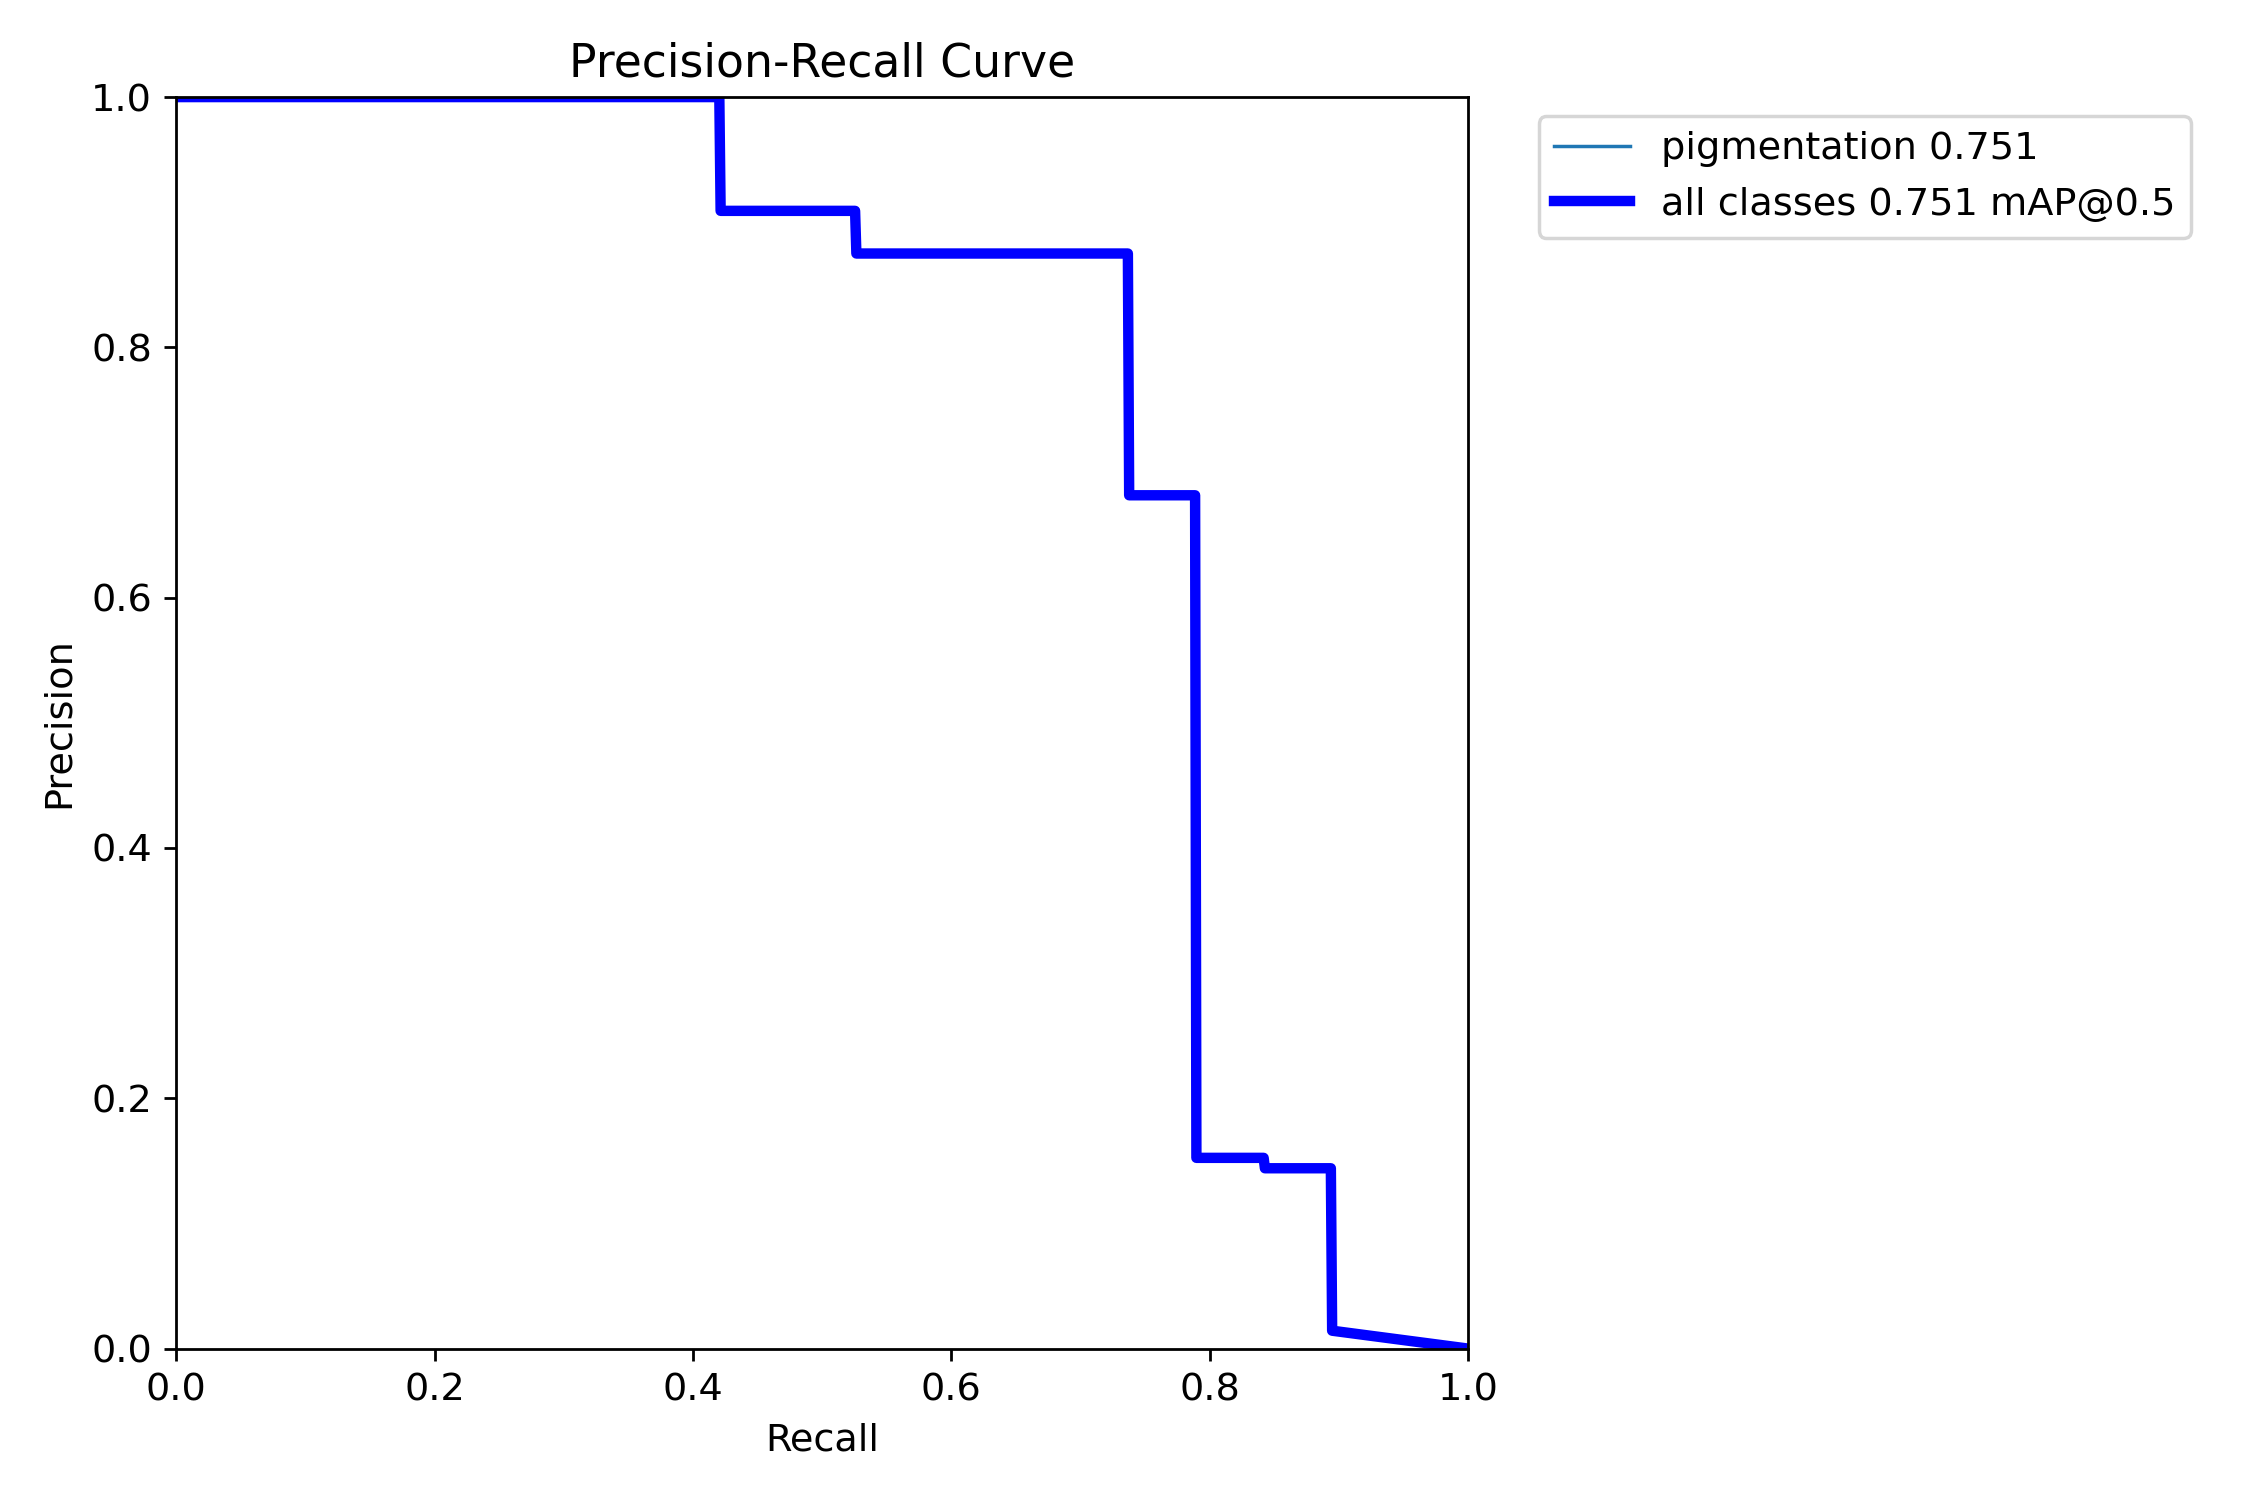 Precision-Recall Curve
1.0
0.8
0.6
0.4
0.2
0.0
Precision
0.0 0.2 0.4 0.6 0.8 1.0
Recall
pigmentation 0.751
all classes 0.751 mAP@0.5